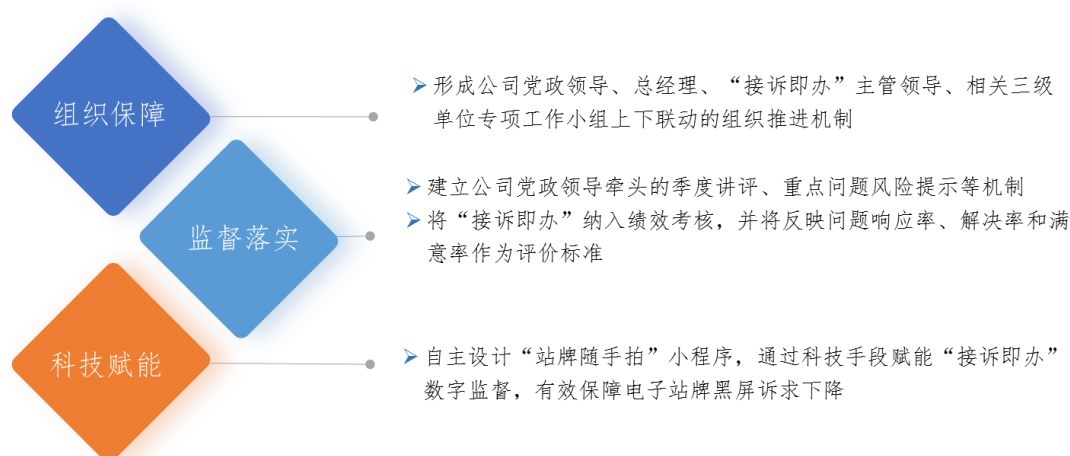 组织保障
形成公司党政领导、总经理、“接诉即办”主管领导、相关三级
单位专项工作小组上下联动的组织推进机制
监督落实
建立公司党政领导牵头的季度讲评、重点问题风险提示等机制
将“接诉即办”纳入绩效考核，并将反映问题响应率、解决率和满
意率作为评价标准
科技赋能
自主设计“站牌随手拍”小程序，通过科技手段赋能“接诉即办”
数字监督，有效保障电子站牌黑屏诉求下降